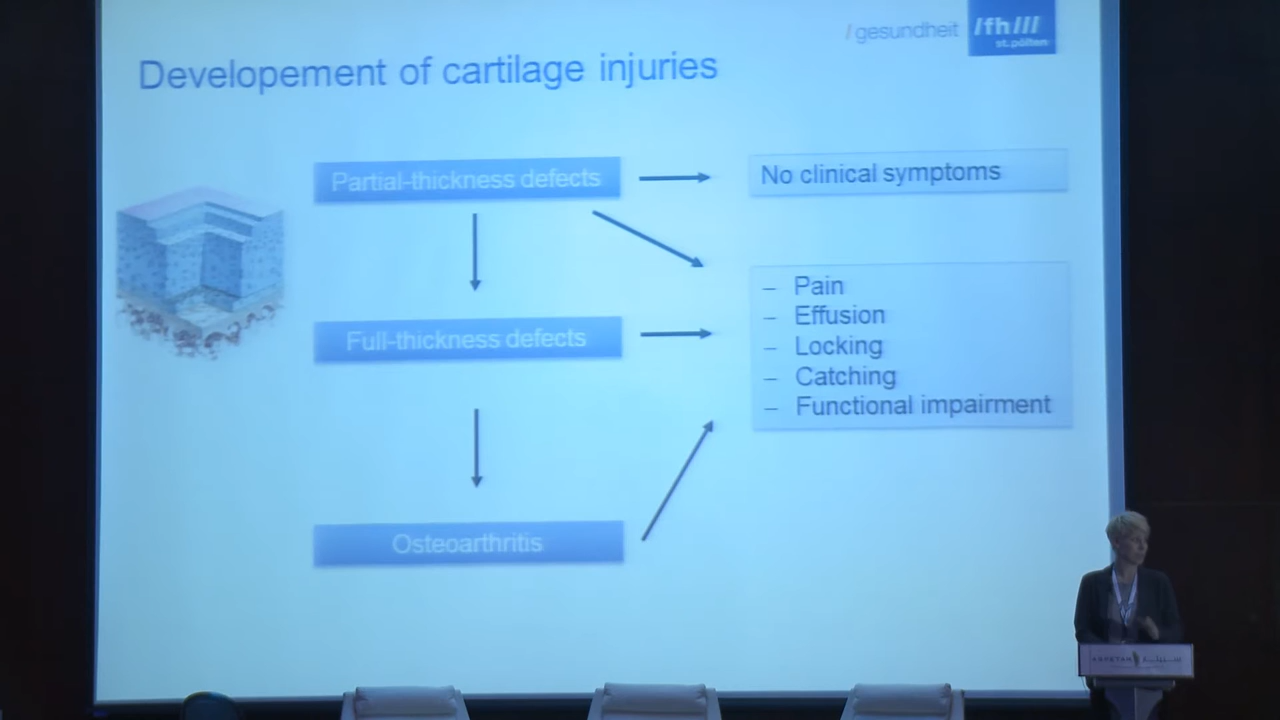 /gesundheit
/fh///
st.pölten
Developement of cartilage injuries
Partial-thickness defects
No clinical symptoms
– Pain
– Effusion
Full-thickness defects
– Locking
– Catching
– Functional impairment
Osteoarthritis
ASPETAR